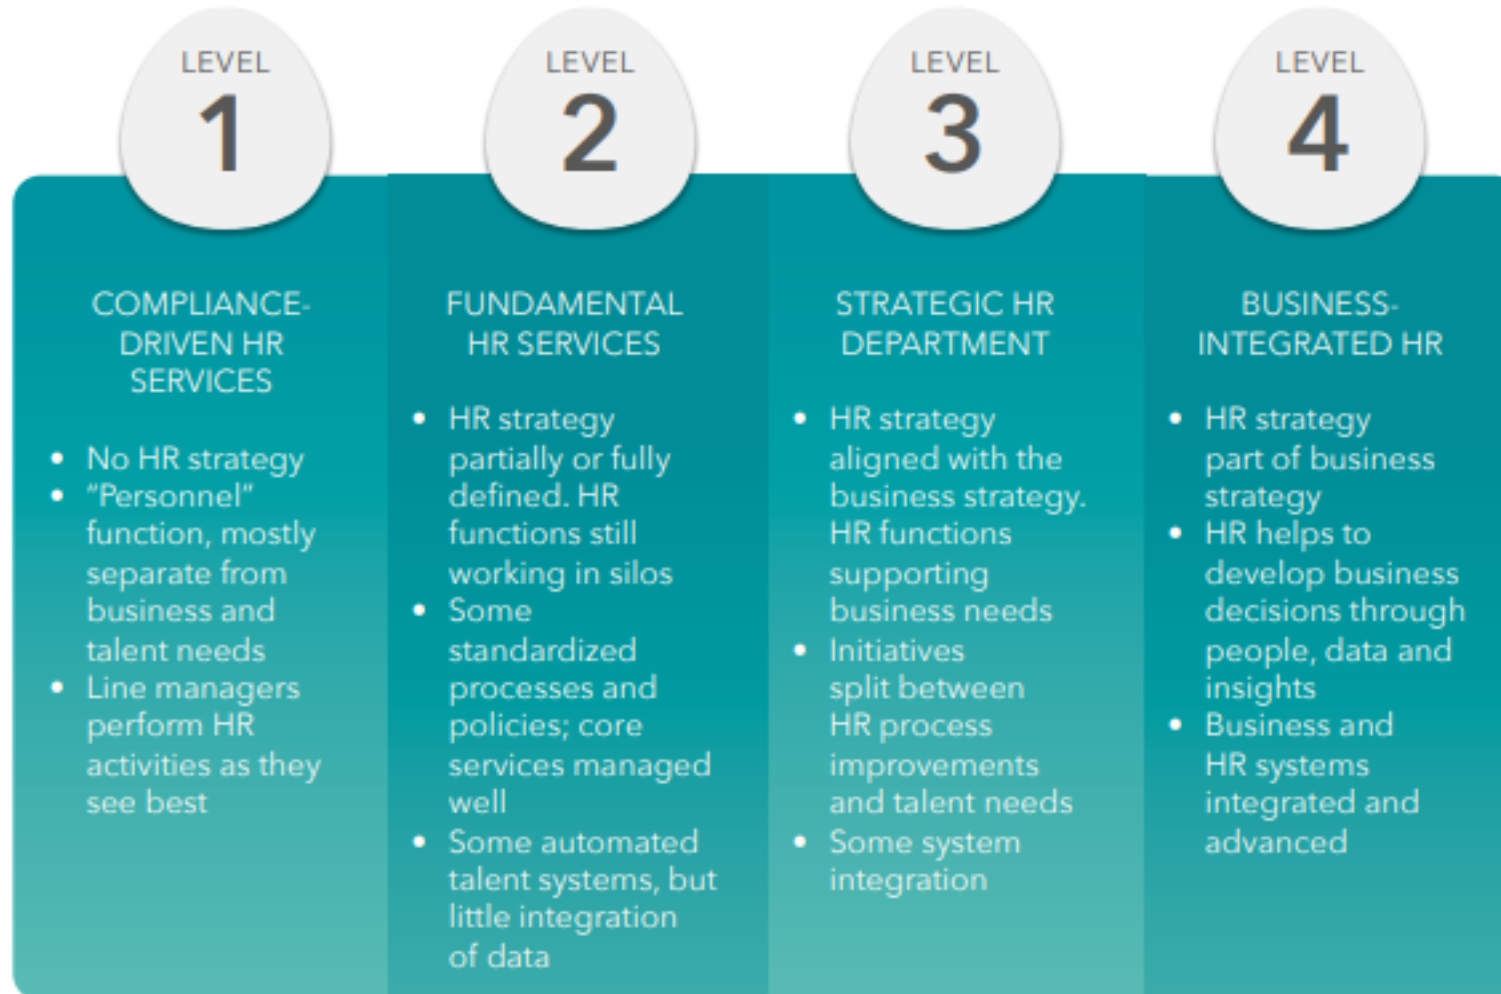 LEVEL
1
COMPLIANCE-
DRIVEN HR
SERVICES
• No HR strategy
• “Personnel”
function, mostly
separate from
business and
talent needs
• Line managers
perform HR
activities as they
see best
LEVEL
2
FUNDAMENTAL
HR SERVICES
• HR strategy
partially or fully
defined. HR
functions still
working in silos
• Some
standardized
processes and
policies; core
services managed
well
• Some automated
talent systems, but
little integration
of data
LEVEL
3
STRATEGIC HR
DEPARTMENT
• HR strategy
aligned with the
business strategy.
HR functions
supporting
business needs
• Initiatives
split between
HR process
improvements
and talent needs
• Some system
integration
LEVEL
4
BUSINESS-
INTEGRATED HR
• HR strategy
part of business
strategy
• HR helps to
develop business
decisions through
people, data and
insights
• Business and
HR systems
integrated and
advanced